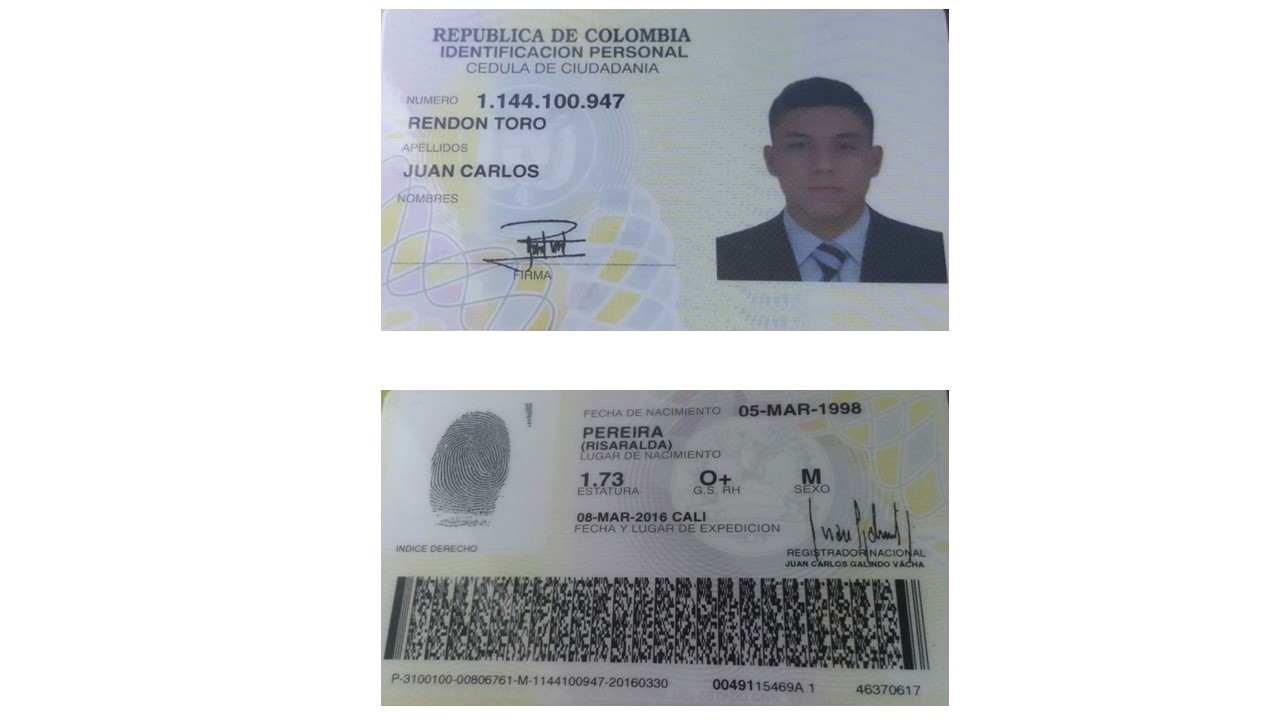 REPUBLICA DE COLOMBIA
IDENTIFICACION PERSONAL
CEDULA DE CIUDADANIA
NUMERO 1.144.100.947
RENDON TORO
APELLIDOS
JUAN CARLOS
NOMBRES
FIRMA
FECHA DE NACIMIENTO 05-MAR-1998
PEREIRA
(RISARALDA)
LUGAR DE NACIMIENTO
1.73 O+ M
ESTATURA G.S. RH SEXO
08-MAR-2016 CALI
FECHA Y LUGAR DE EXPEDICION
INDICE DERECHO
REGISTRADOR NACIONAL
JUAN CARLOS GALINDO VÁCHA
P-3100100-00806761-M-1144100947-20160330 0049115469A 1 46370617